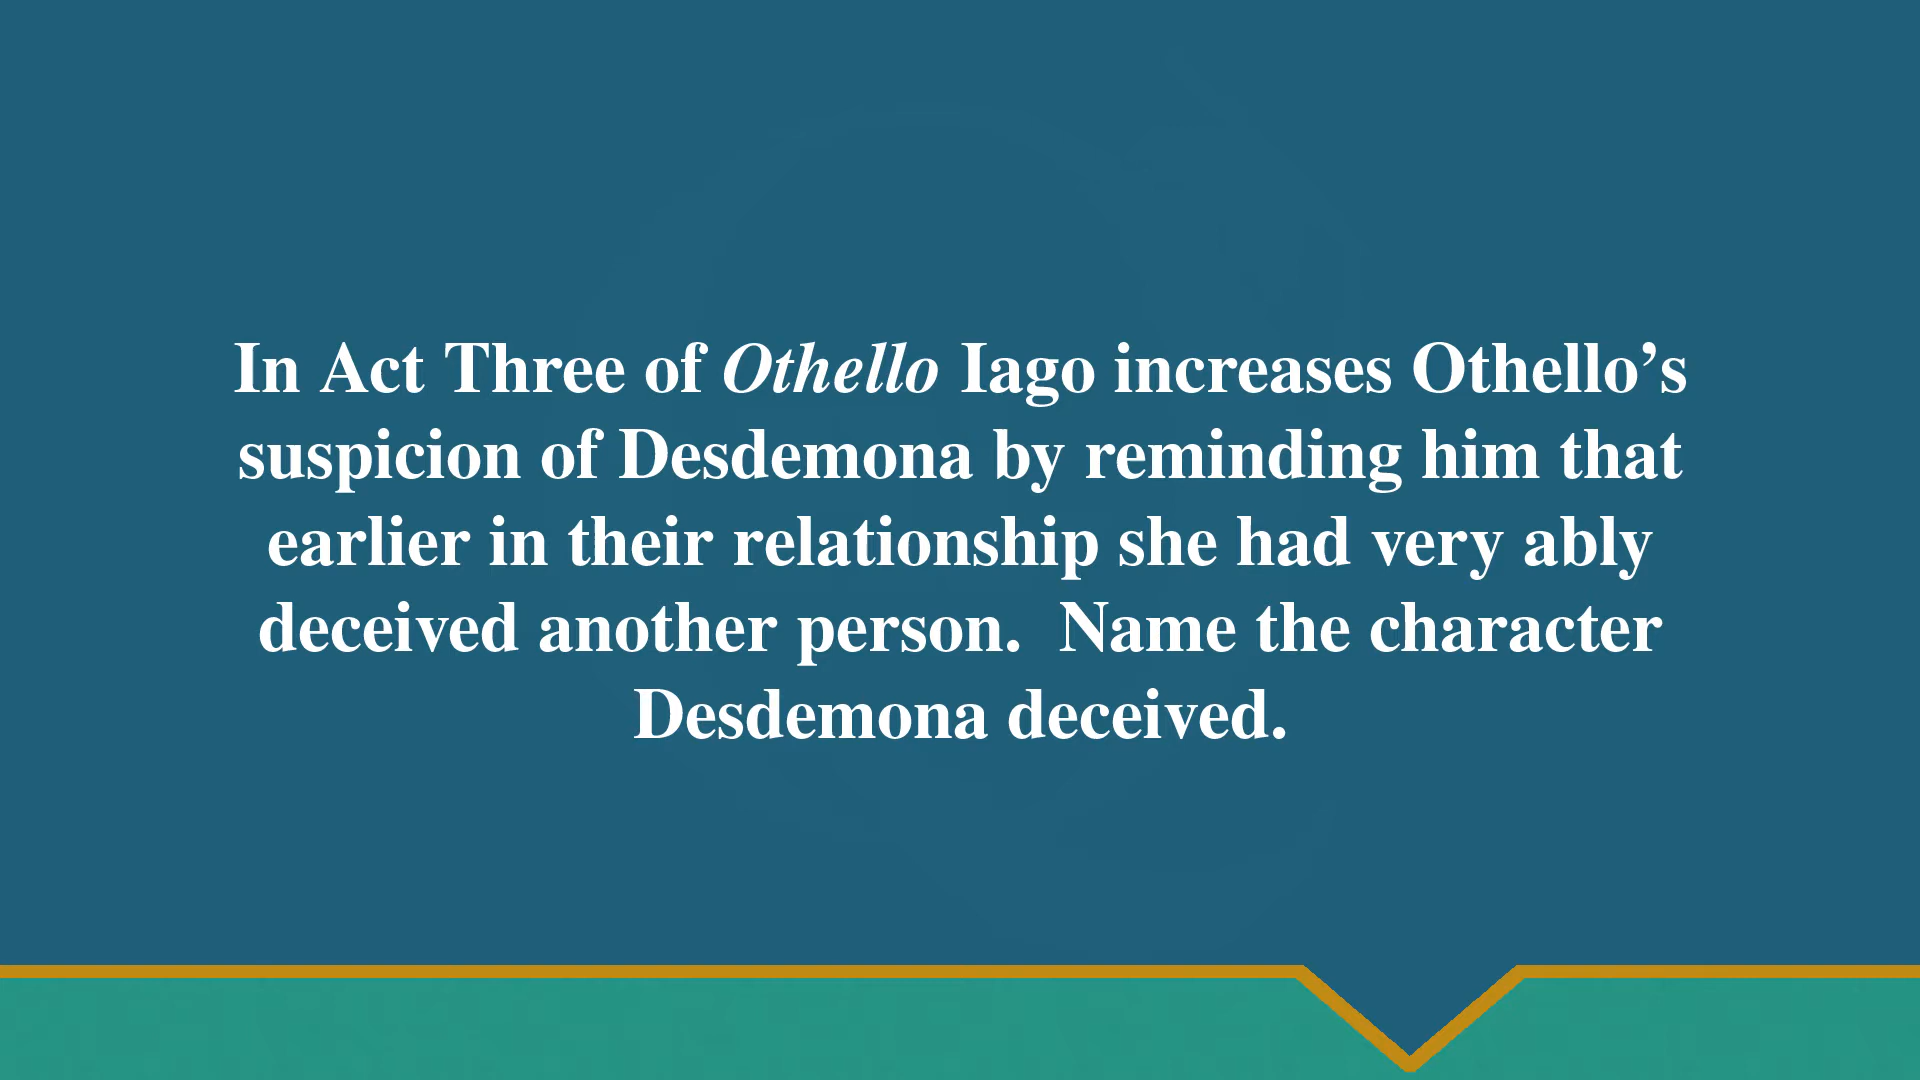 In Act Three of Othello Iago increases Othello’s
suspicion of Desdemona by reminding him that
earlier in their relationship she had very ably
deceived another person.  Name the character
Desdemona deceived.